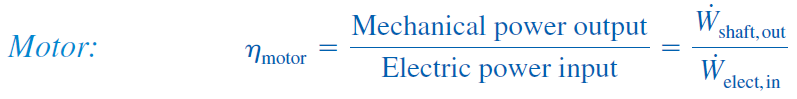 Motor: η_motor = Mechanical power output / Electric power input = Ẇ_shaft, out / Ẇ_elect, in